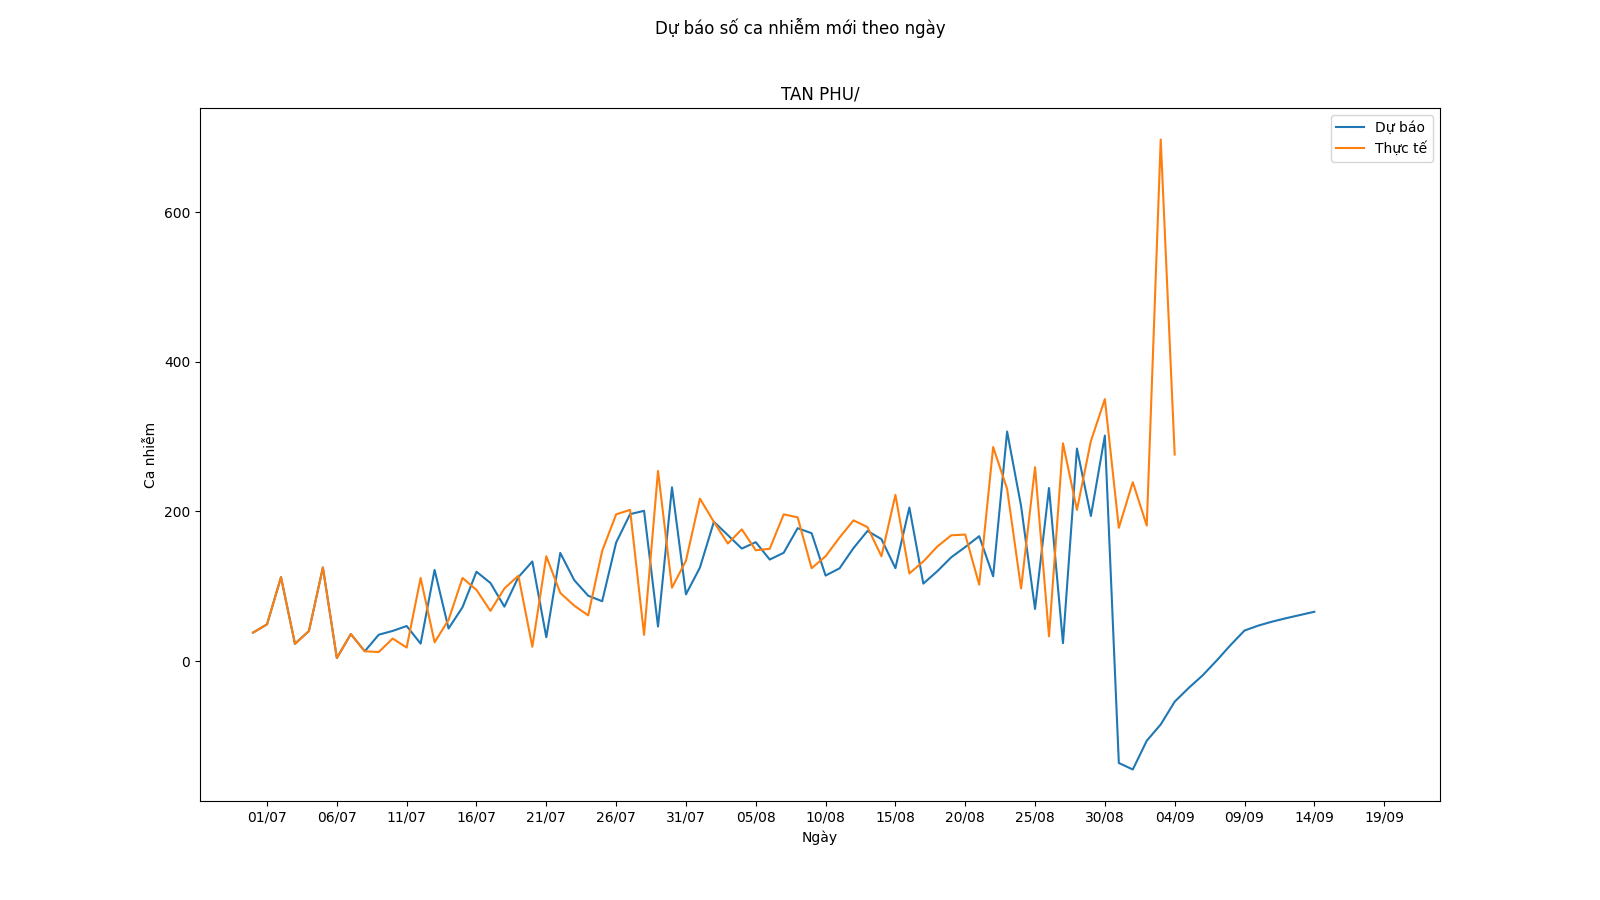 Dự báo số ca nhiễm mới theo ngày
TAN PHU/
Dự báo
Thực tế
600
400
200
0
Ca nhiễm
01/07 06/07 11/07 16/07 21/07 26/07 31/07 05/08 10/08 15/08 20/08 25/08 30/08 04/09 09/09 14/09 19/09
Ngày